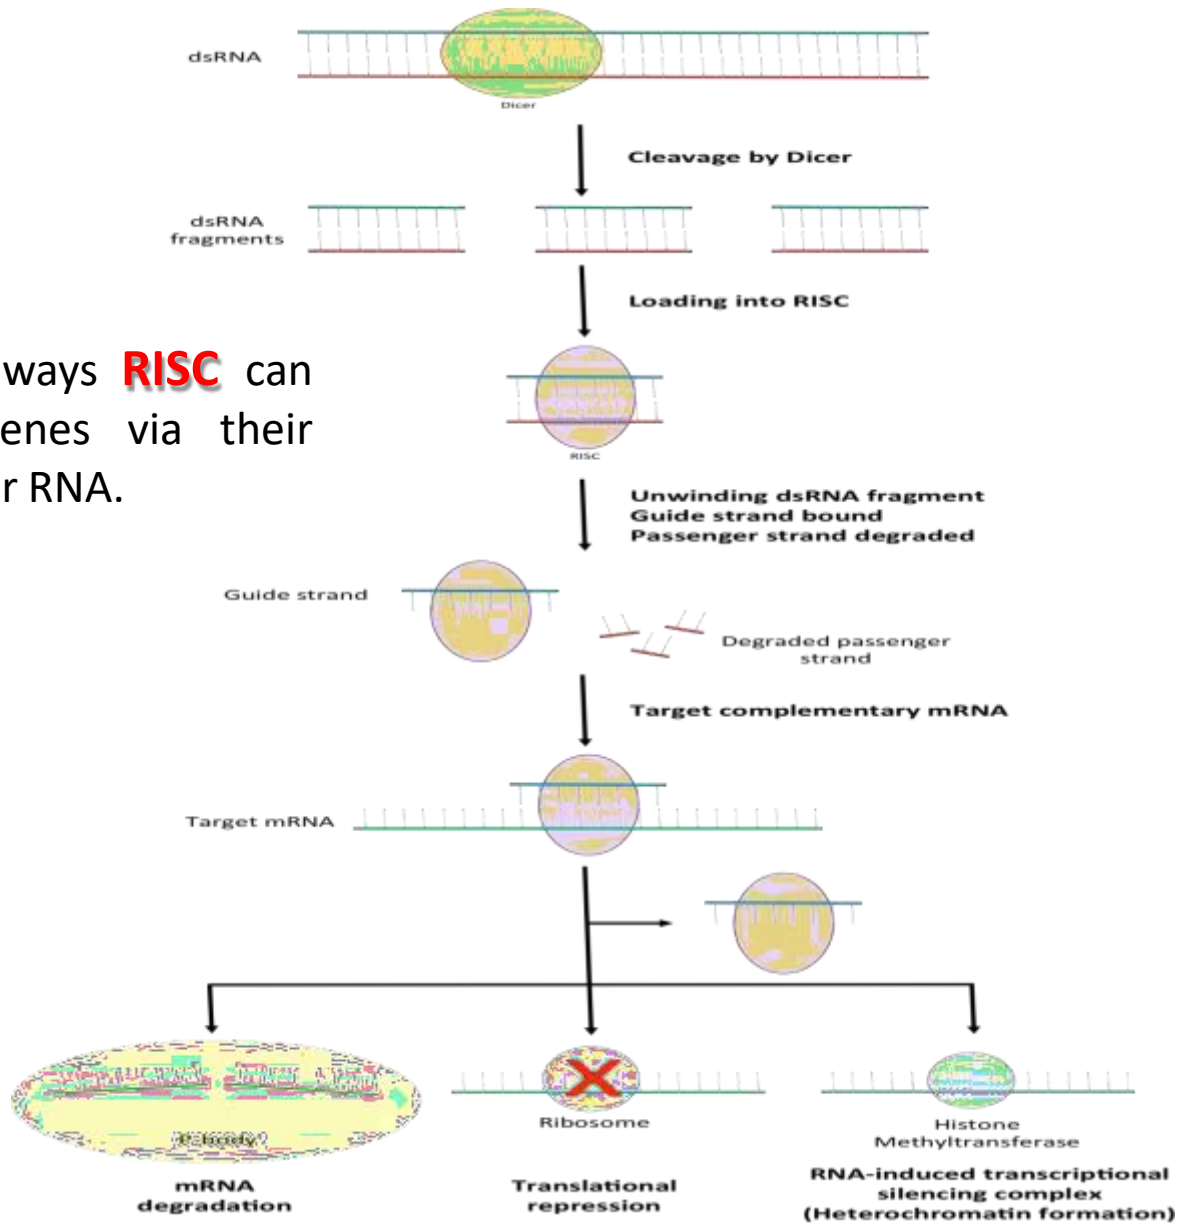 dsRNA
Dicer
Cleavage by Dicer
dsRNA
fragments
Loading into RISC
ways RISC can
enes via their
r RNA.
RISC
Unwinding dsRNA fragment
Guide strand bound
Passenger strand degraded
Guide strand
Degraded passenger
strand
Target complementary mRNA
Target mRNA
P-body
Ribosome
Histone
Methyltransferase
mRNA
degradation
Translational
repression
RNA-induced transcriptional
silencing complex
(Heterochromatin formation)